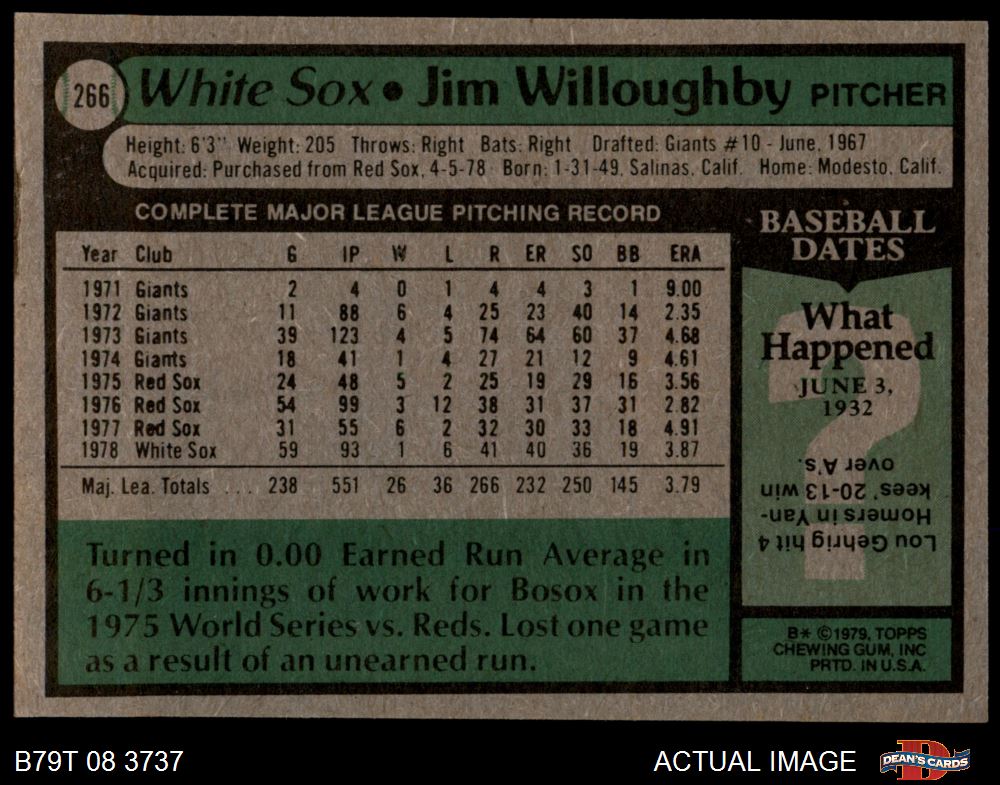 266 White Sox • Jim Willoughby PITCHER
Height: 6'3" Weight: 205 Throws: Right Bats: Right Drafted: Giants #10 - June, 1967
Acquired: Purchased from Red Sox, 4-5-78 Born: 1-31-49, Salinas, Calif. Home: Modesto, Calif.
COMPLETE MAJOR LEAGUE PITCHING RECORD
Year Club G IP W L R ER SO BB ERA
1971 Giants 2 4 0 1 4 4 3 1 9.00
1972 Giants 11 88 6 4 25 23 40 14 2.35
1973 Giants 39 123 4 5 74 64 60 37 4.68
1974 Giants 18 41 1 4 27 21 12 9 4.61
1975 Red Sox 24 48 5 2 25 19 29 16 3.56
1976 Red Sox 54 99 3 12 38 31 37 31 2.82
1977 Red Sox 31 55 6 2 32 30 33 18 4.91
1978 White Sox 59 93 1 6 41 40 36 19 3.87
Maj. Lea. Totals ... 238 551 26 36 266 232 250 145 3.79
Turned in 0.00 Earned Run Average in
6-1/3 innings of work for Bosox in the
1975 World Series vs. Reds. Lost one game
as a result of an unearned run.
BASEBALL
DATES
What
Happened
JUNE 3,
1932
?
Lou Gehrig hit 4
Homers in Yan-
kees' 20-13 win
over A's.
B* ©1979, TOPPS
CHEWING GUM, INC
PRTD. IN U.S.A.
B79T 08 3737
ACTUAL IMAGE
D
DEAN'S CARDS